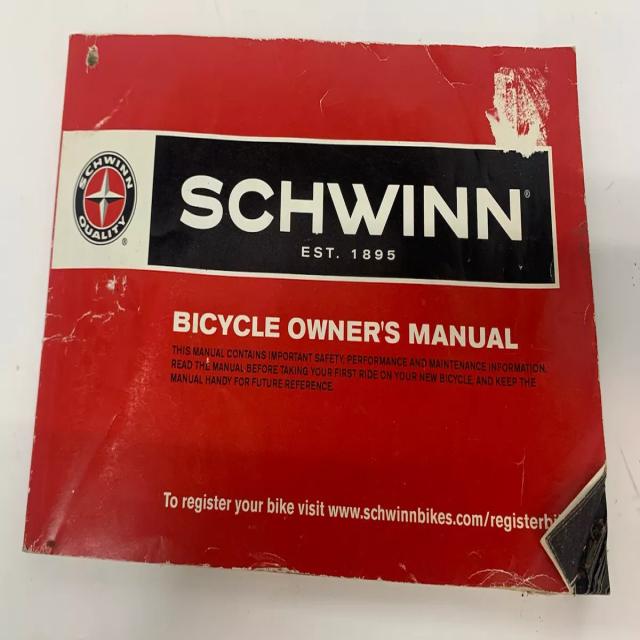 SCHWINN
QUALITY
®
SCHWINN®
EST. 1895
BICYCLE OWNER'S MANUAL
THIS MANUAL CONTAINS IMPORTANT SAFETY, PERFORMANCE AND MAINTENANCE INFORMATION.
READ THE MANUAL BEFORE TAKING YOUR FIRST RIDE ON YOUR NEW BICYCLE, AND KEEP THE
MANUAL HANDY FOR FUTURE REFERENCE.
To register your bike visit www.schwinnbikes.com/registerbi